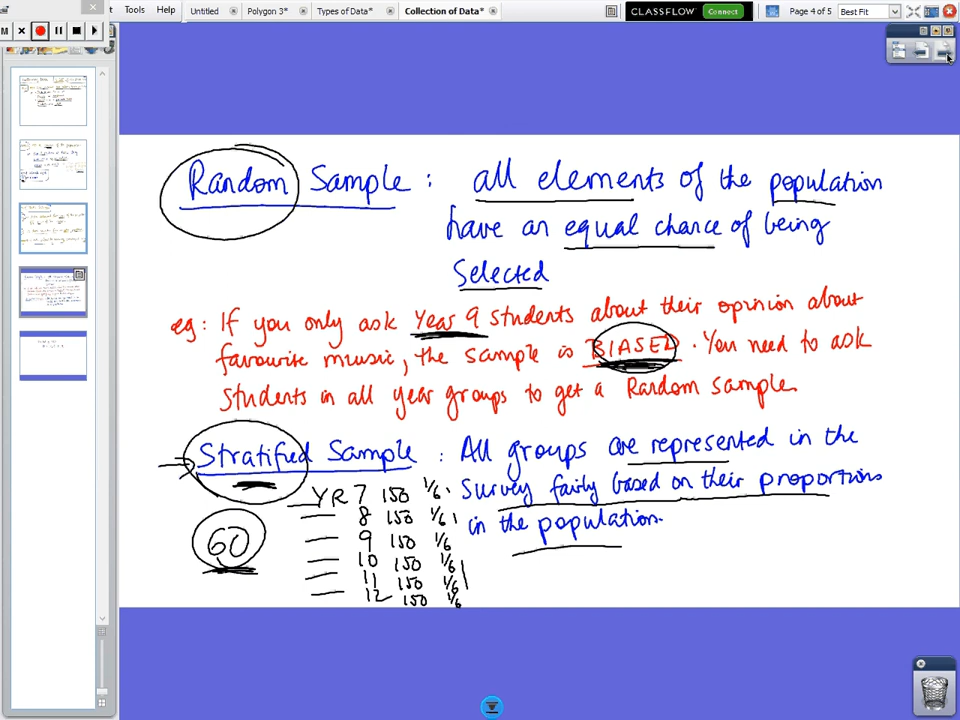 Tools Help Untitled Polygon 3* Types of Data* Collection of Data* CLASSFLOW Connect Page 4 of 5 Best Fit
Random Sample : all elements of the population
have an equal chance of being
selected
eg: If you only ask Year 9 students about their opinion about
favourite music, the sample is BIASED. You need to ask
students in all year groups to get a Random sample.
Stratified Sample : All groups are represented in the
survey fairly based on their proportions
in the population.
YR 7 150 1/6
8 150 1/6
60
9 150 1/6
10 150 1/6
11 150 1/6
12 150 1/6